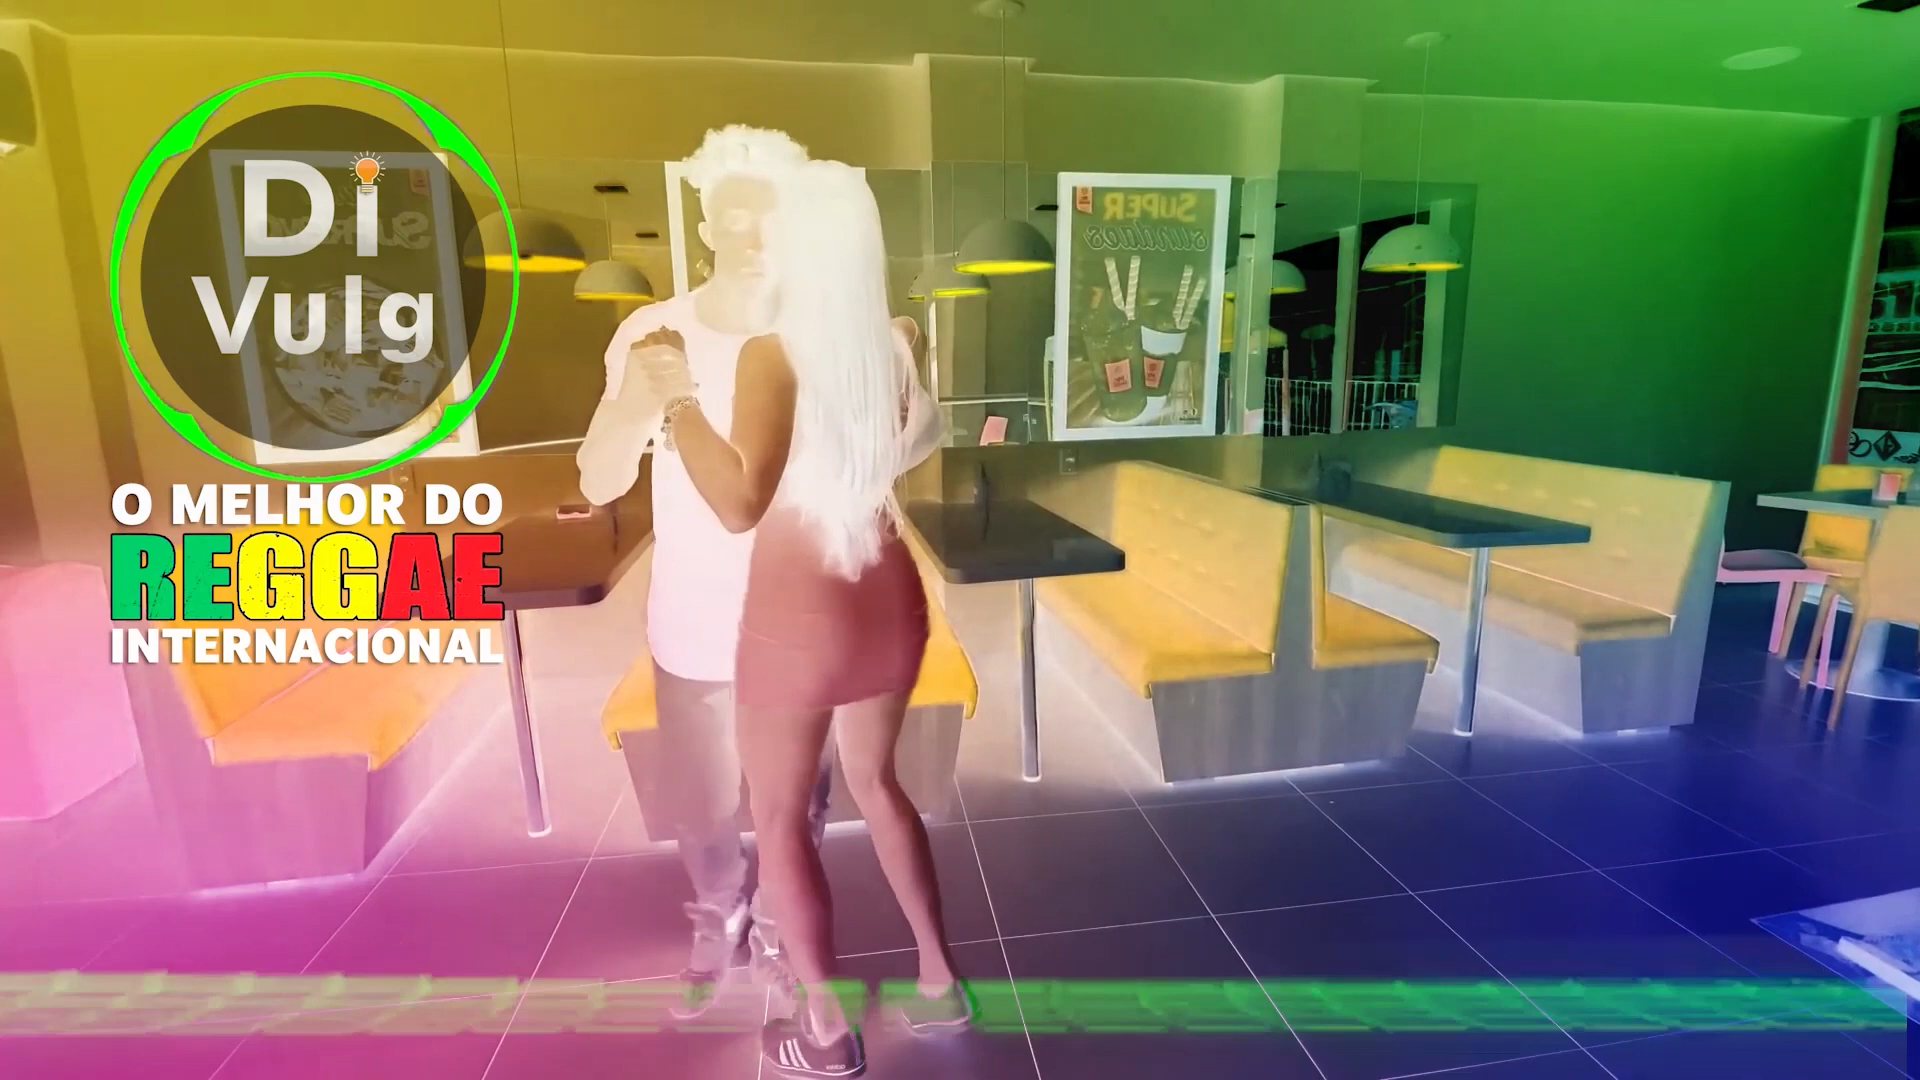 Di
Vulg
O MELHOR DO
REGGAE
INTERNACIONAL
SUPER
sundaes